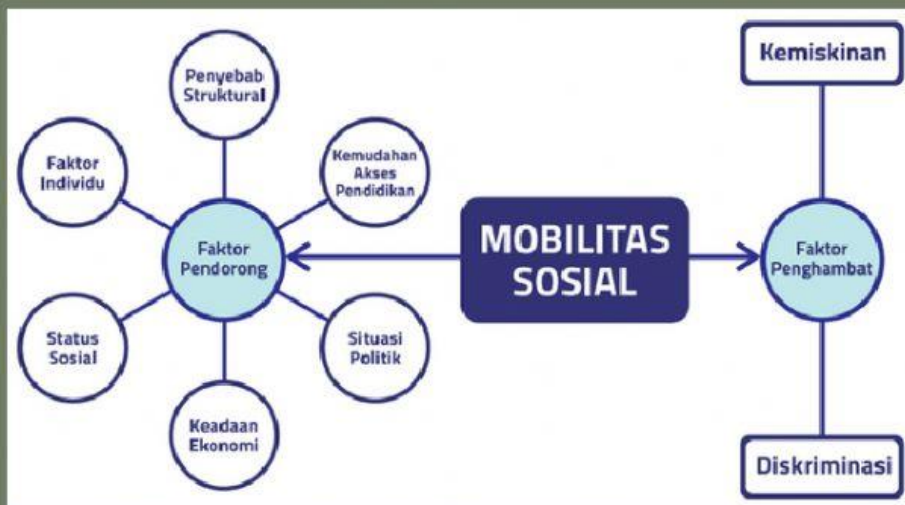 Penyebab
Struktural
Faktor
Individu
Kemudahan
Akses
Pendidikan
Faktor
Pendorong
Status
Sosial
Situasi
Politik
Keadaan
Ekonomi
MOBILITAS
SOSIAL
Kemiskinan
Faktor
Penghambat
Diskriminasi